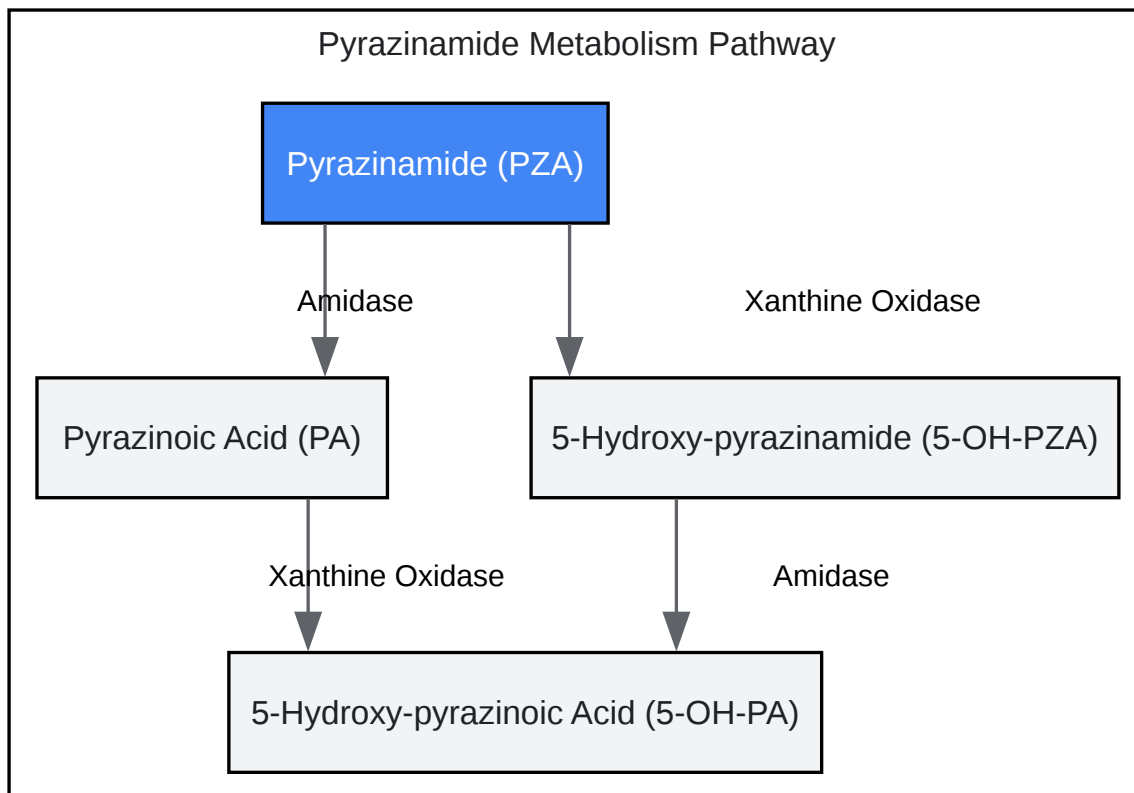 Pyrazinamide Metabolism Pathway
Pyrazinamide (PZA)
Amidase
Xanthine Oxidase
Pyrazinoic Acid (PA)
5-Hydroxy-pyrazinamide (5-OH-PZA)
Xanthine Oxidase
Amidase
5-Hydroxy-pyrazinoic Acid (5-OH-PA)